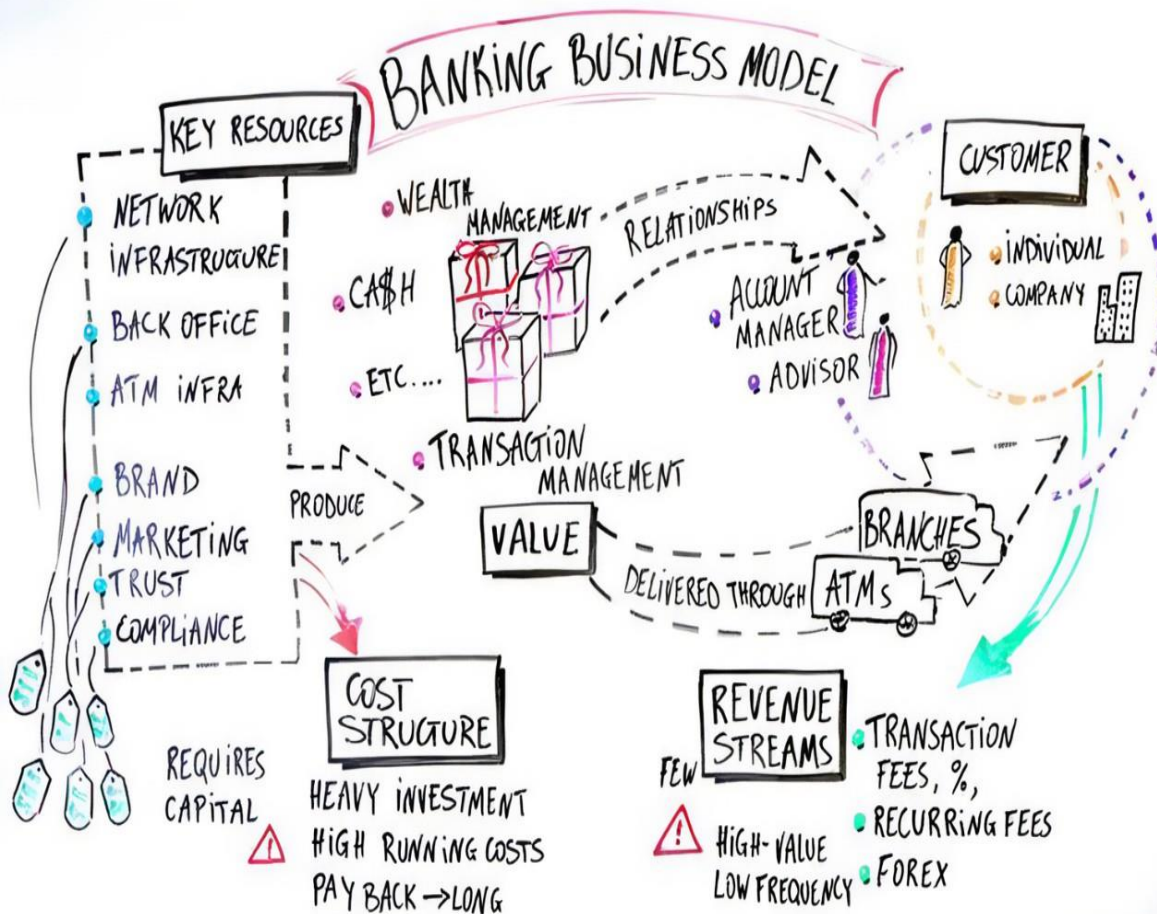 BANKING BUSINESS MODEL
KEY RESOURCES
NETWORK
INFRASTRUCTURE
BACK OFFICE
ATM INFRA
BRAND
MARKETING
TRUST
COMPLIANCE
REQUIRES
CAPITAL
PRODUCE
WEALTH
MANAGEMENT
CA$H
ETC....
TRANSACTION
MANAGEMENT
VALUE
RELATIONSHIPS
ACCOUNT
MANAGER
ADVISOR
CUSTOMER
INDIVIDUAL
COMPANY
DELIVERED THROUGH
BRANCHES
ATMs
COST
STRUCTURE
HEAVY INVESTMENT
! HIGH RUNNING COSTS
PAY BACK → LONG
REVENUE
STREAMS
FEW
! HIGH-VALUE
LOW FREQUENCY
TRANSACTION
FEES, %,
RECURRING FEES
FOREX